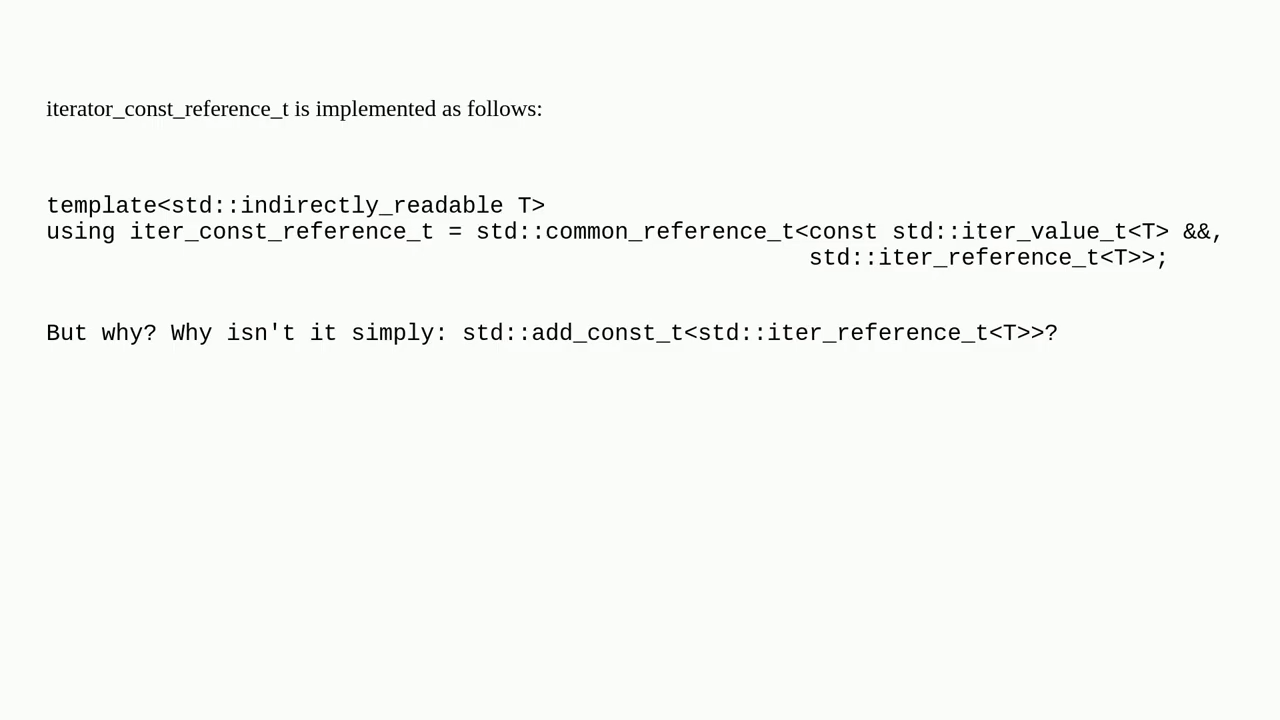 iterator_const_reference_t is implemented as follows:
template<std::indirectly_readable T>
using iter_const_reference_t = std::common_reference_t<const std::iter_value_t<T> &&,
std::iter_reference_t<T>>;
But why? Why isn't it simply: std::add_const_t<std::iter_reference_t<T>>?